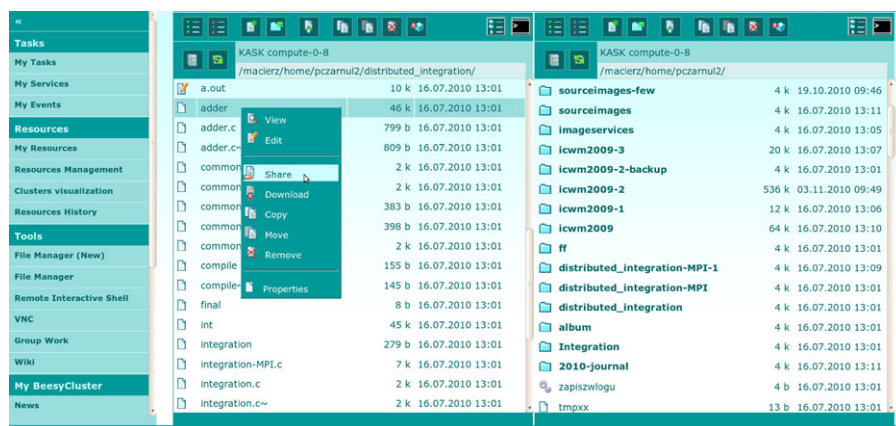 «
Tasks
My Tasks
My Services
My Events
Resources
My Resources
Resources Management
Clusters visualization
Resources History
Tools
File Manager (New)
File Manager
Remote Interactive Shell
VNC
Group Work
Wiki
My BeesyCluster
News
KASK compute-0-8
/macierz/home/pczarnul2/distributed_integration/
a.out 10 k 16.07.2010 13:01
adder 46 k 16.07.2010 13:01
adder.c 799 b 16.07.2010 13:01
adder.c~ 809 b 16.07.2010 13:01
common 2 k 16.07.2010 13:01
common 2 k 16.07.2010 13:01
common 383 b 16.07.2010 13:01
common 398 b 16.07.2010 13:01
common 2 k 16.07.2010 13:01
compile 155 b 16.07.2010 13:01
compile~ 145 b 16.07.2010 13:01
final 8 b 16.07.2010 13:01
int 45 k 16.07.2010 13:01
integration 279 b 16.07.2010 13:01
integration-MPI.c 7 k 16.07.2010 13:01
integration.c 2 k 16.07.2010 13:01
integration.c~ 2 k 16.07.2010 13:01
View
Edit
Share
Download
Copy
Move
Remove
Properties
KASK compute-0-8
/macierz/home/pczarnul2/
sourceimages-few 4 k 19.10.2010 09:46
sourceimages 4 k 16.07.2010 13:11
imageservices 4 k 16.07.2010 13:05
icwm2009-3 20 k 16.07.2010 13:07
icwm2009-2-backup 4 k 16.07.2010 13:01
icwm2009-2 536 k 03.11.2010 09:49
icwm2009-1 12 k 16.07.2010 13:06
icwm2009 64 k 16.07.2010 13:10
ff 4 k 16.07.2010 13:01
distributed_integration-MPI-1 4 k 16.07.2010 13:09
distributed_integration-MPI 4 k 16.07.2010 13:01
distributed_integration 4 k 16.07.2010 13:01
album 4 k 16.07.2010 13:01
Integration 4 k 16.07.2010 13:01
2010-journal 4 k 16.07.2010 13:11
zapiszwlogu 4 b 16.07.2010 13:01
tmpxx 13 b 16.07.2010 13:01